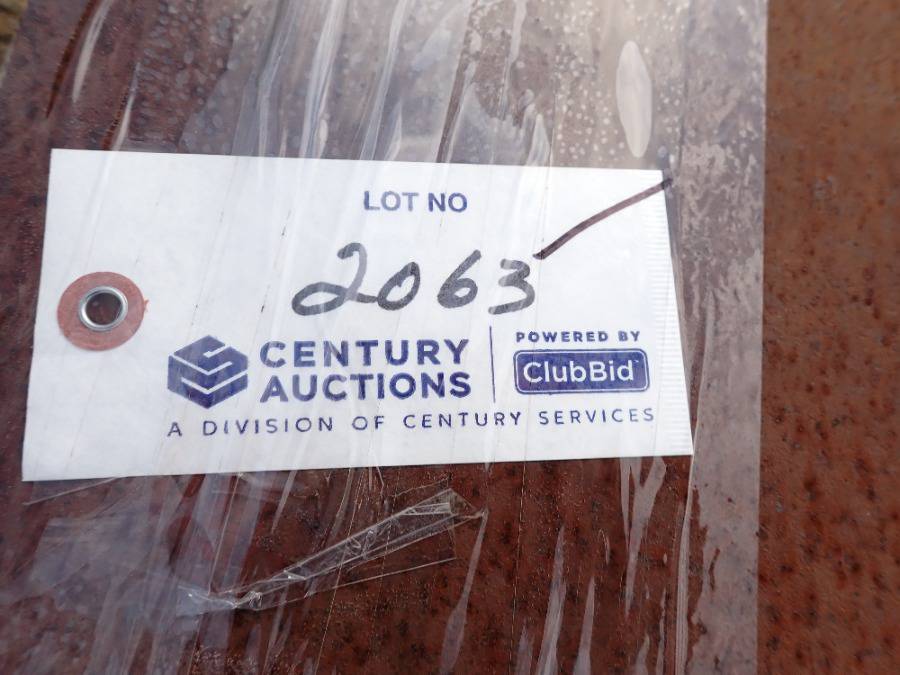 LOT NO
2063
CENTURY
AUCTIONS
POWERED BY
ClubBid
A DIVISION OF CENTURY SERVICES